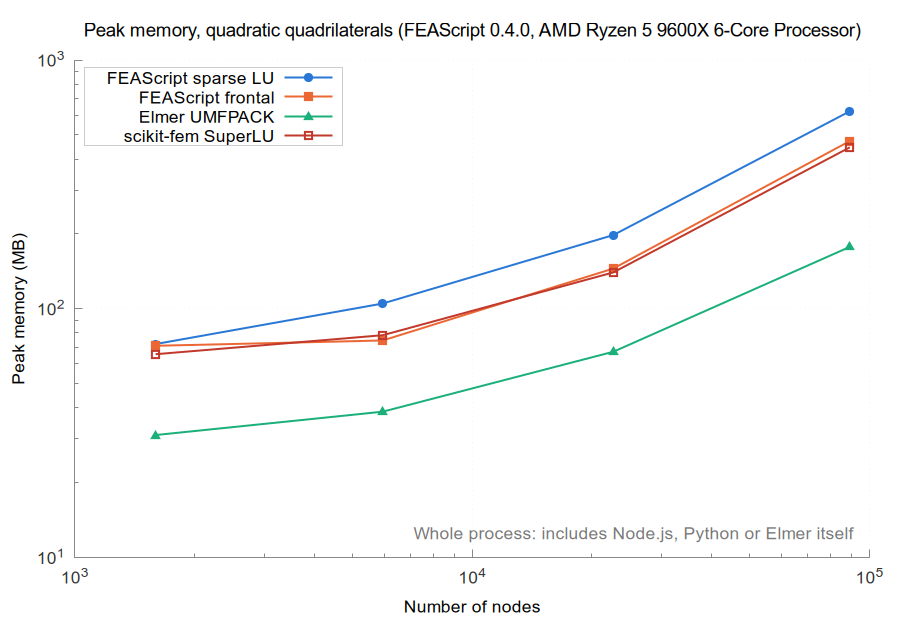 Peak memory, quadratic quadrilaterals (FEAScript 0.4.0, AMD Ryzen 5 9600X 6-Core Processor)
10³
FEAScript sparse LU
FEAScript frontal
Elmer UMFPACK
scikit-fem SuperLU
Peak memory (MB)
10²
Whole process: includes Node.js, Python or Elmer itself
10¹
10³ 10⁴ 10⁵
Number of nodes